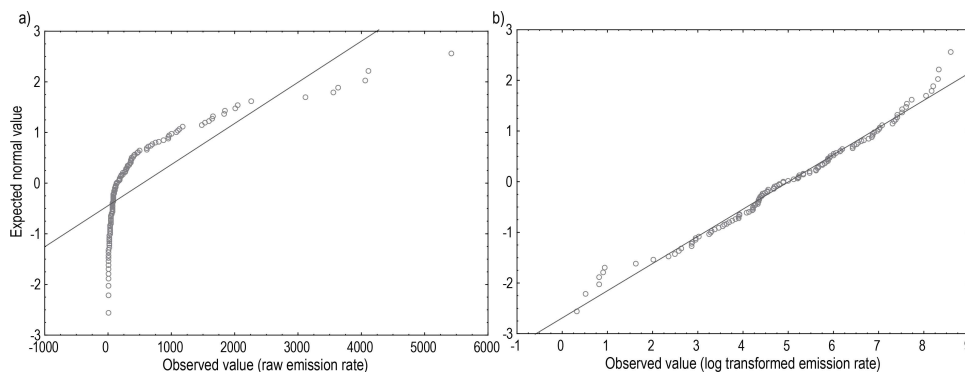 a)
3
2
1
0
-1
-2
-3
Expected normal value
-1000 0 1000 2000 3000 4000 5000 6000
Observed value (raw emission rate)
b)
3
2
1
0
-1
-2
-3
-1 0 1 2 3 4 5 6 7 8 9
Observed value (log transformed emission rate)